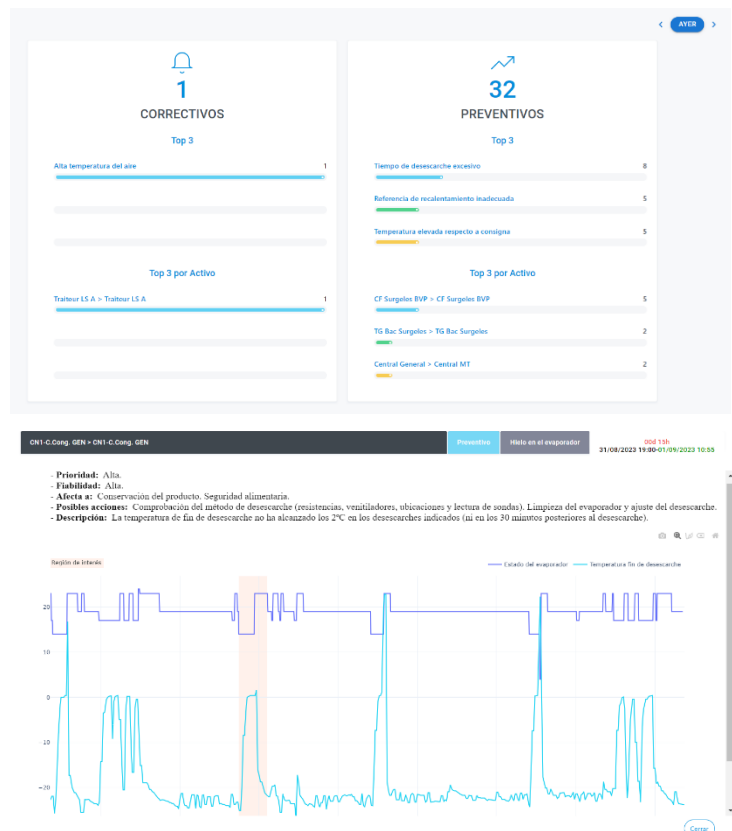 AYER
1
32
CORRECTIVOS
PREVENTIVOS
Top 3
Top 3
Alta temperatura del aire 1
Tiempo de desescarche excesivo 8
Referencia de recalentamiento inadecuada 5
Temperatura elevada respecto a consigna 5
Top 3 por Activo
Top 3 por Activo
Traiteur LS A > Traiteur LS A 1
CF Surgeles BVP > CF Surgeles BVP 5
TG Bac Surgeles > TG Bac Surgeles 2
Central General > Central MT 2
CN1-C.Cong. GEN > CN1-C.Cong. GEN
Preventivo
Hielo en el evaporador
00d 15h
31/08/2023 19:00-01/09/2023 10:55
- Prioridad: Alta.
- Fiabilidad: Alta.
- Afecta a: Conservación del producto. Seguridad alimentaria.
- Posibles acciones: Comprobación del método de desescarche (resistencias, ventiladores, ubicaciones y lectura de sondas). Limpieza del evaporador y ajuste del desescarche.
- Descripción: La temperatura de fin de desescarche no ha alcanzado los 2ºC en los desescarches indicados (ni en los 30 minutos posteriores al desescarche).
Región de interés
Estado del evaporador
Temperatura fin de desescarche
20
10
0
10
−20
Cerrar